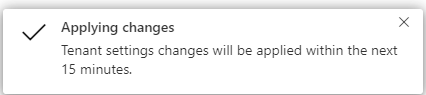 Applying changes
Tenant settings changes will be applied within the next
15 minutes.